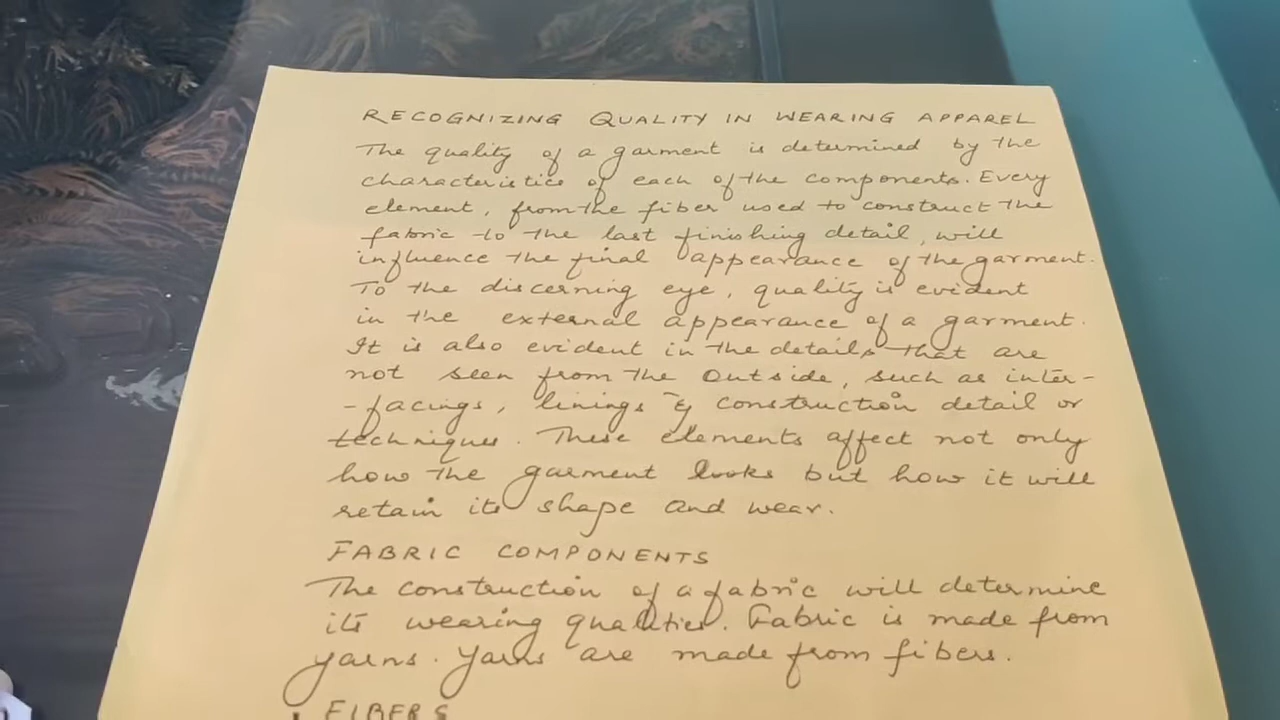 RECOGNIZING QUALITY IN WEARING APPAREL
The quality of a garment is determined by the
characteristics of each of the components. Every
element, from the fiber used to construct the
fabric to the last finishing detail, will
influence the final appearance of the garment.
To the discerning eye, quality is evident
in the external appearance of a garment.
It is also evident in the details that are
not seen from the outside, such as inter-
-facings, linings & construction detail or
techniques. These elements affect not only
how the garment looks but how it will
retain its shape and wear.
FABRIC COMPONENTS
The construction of a fabric will determine
its wearing qualities. Fabric is made from
yarns. Yarns are made from fibers.
FIBERS